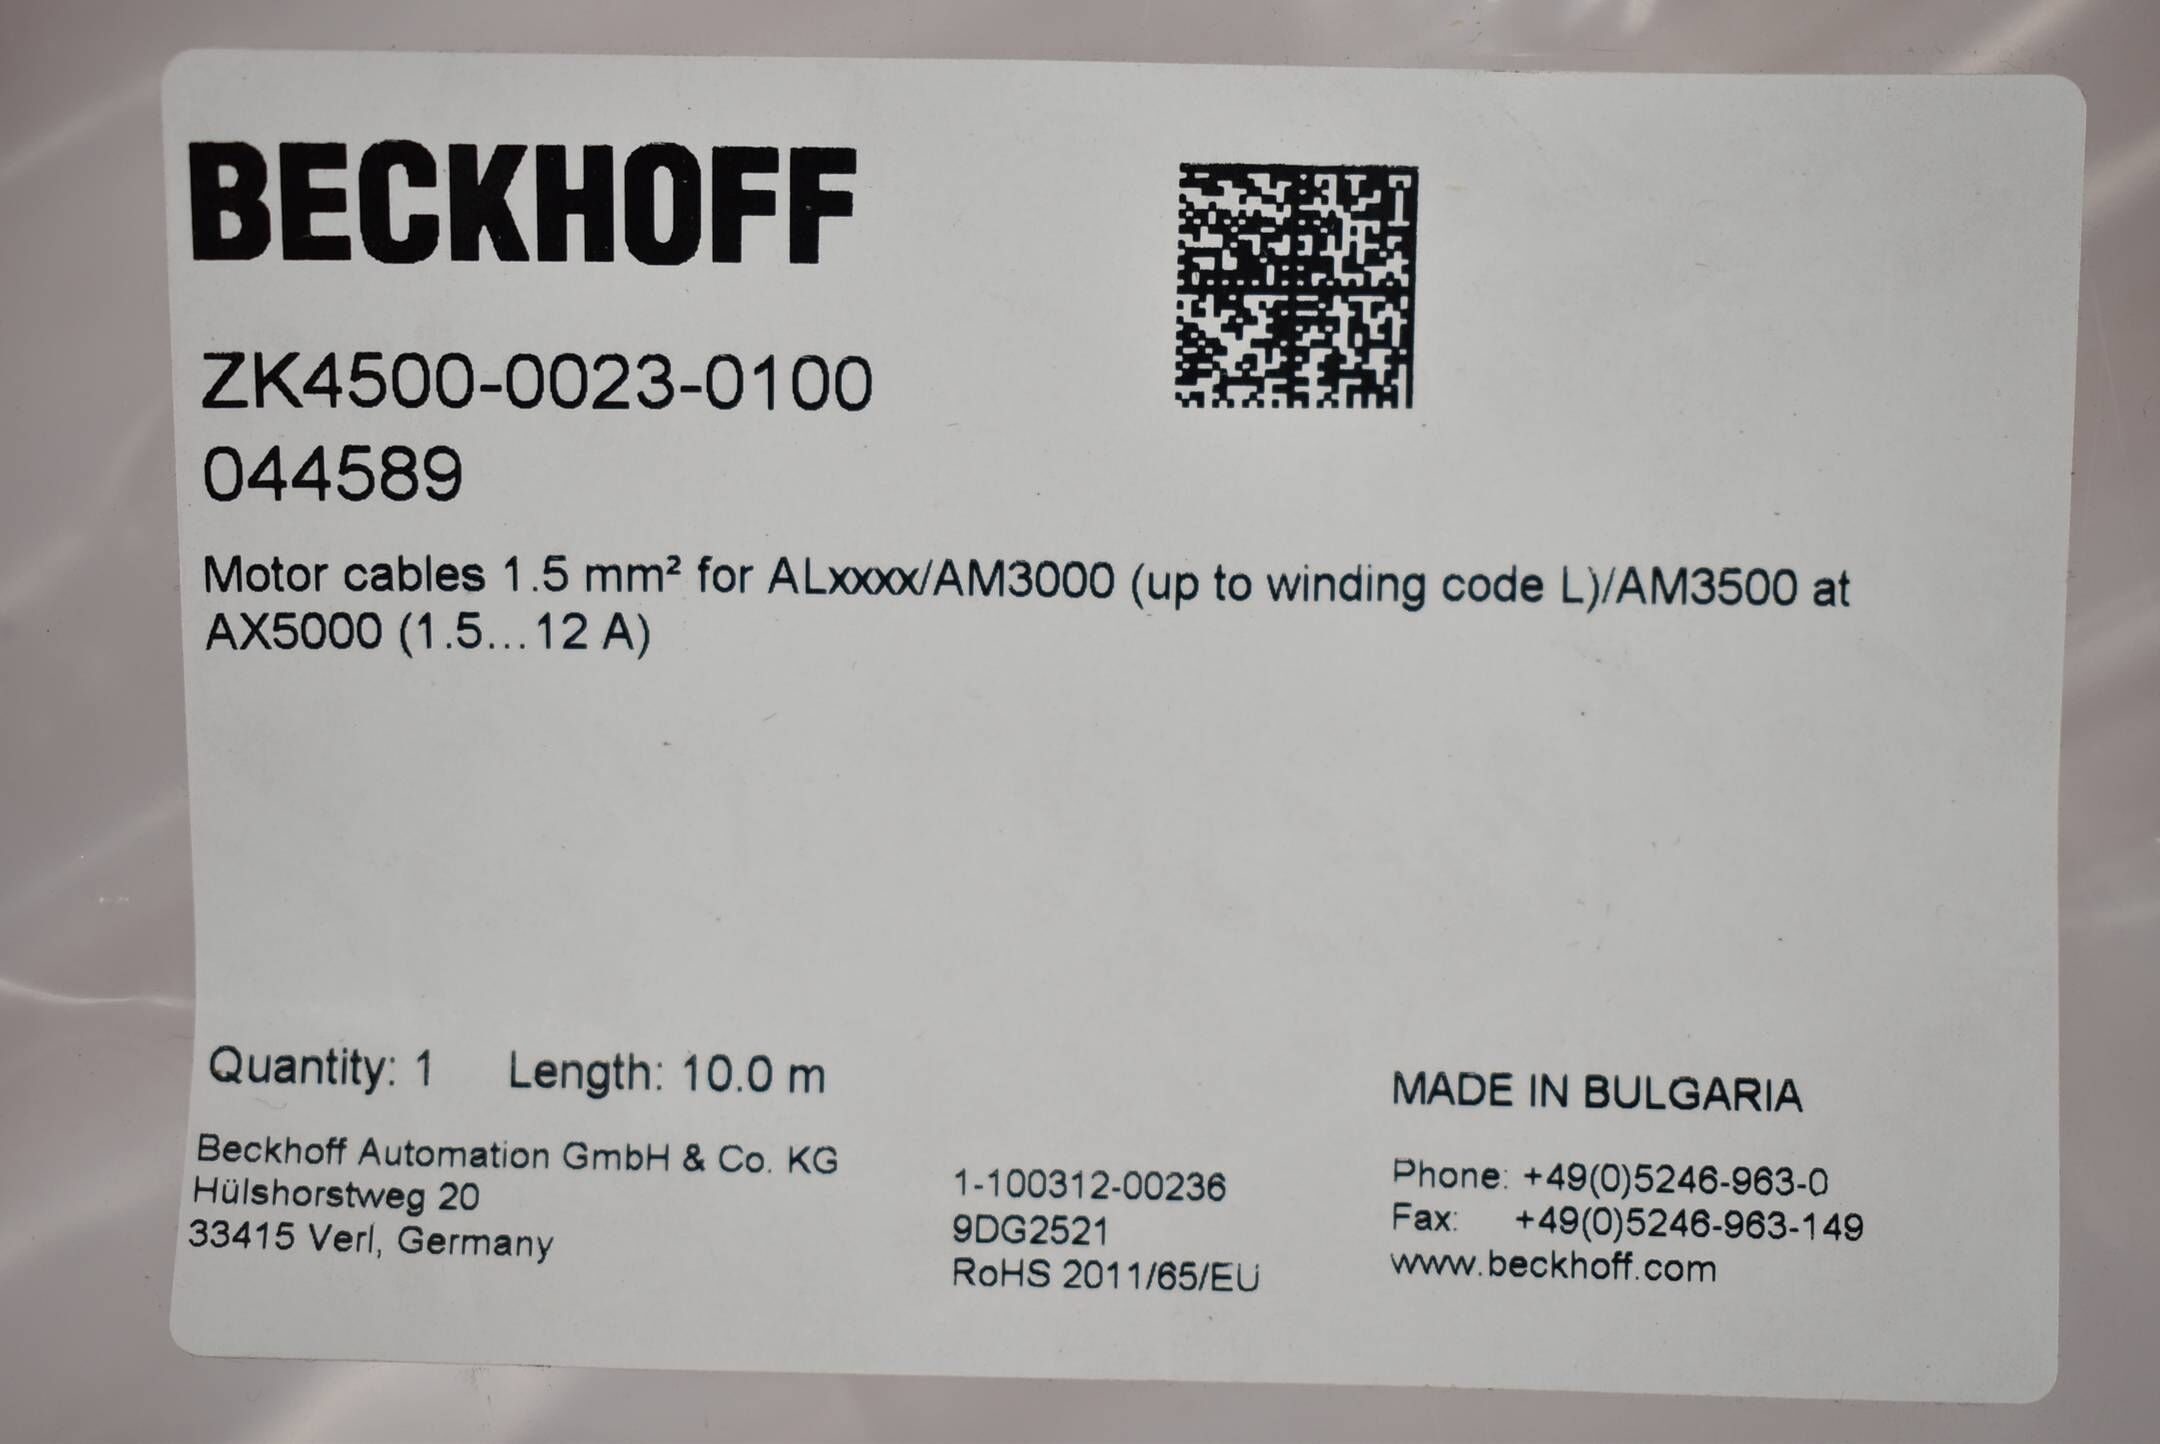 BECKHOFF
ZK4500-0023-0100
044589
Motor cables 1.5 mm² for ALxxxx/AM3000 (up to winding code L)/AM3500 at
AX5000 (1.5...12 A)
Quantity: 1 Length: 10.0 m
Beckhoff Automation GmbH & Co. KG
Hülshorstweg 20
33415 Verl, Germany
1-100312-00236
9DG2521
RoHS 2011/65/EU
MADE IN BULGARIA
Phone: +49(0)5246-963-0
Fax: +49(0)5246-963-149
www.beckhoff.com